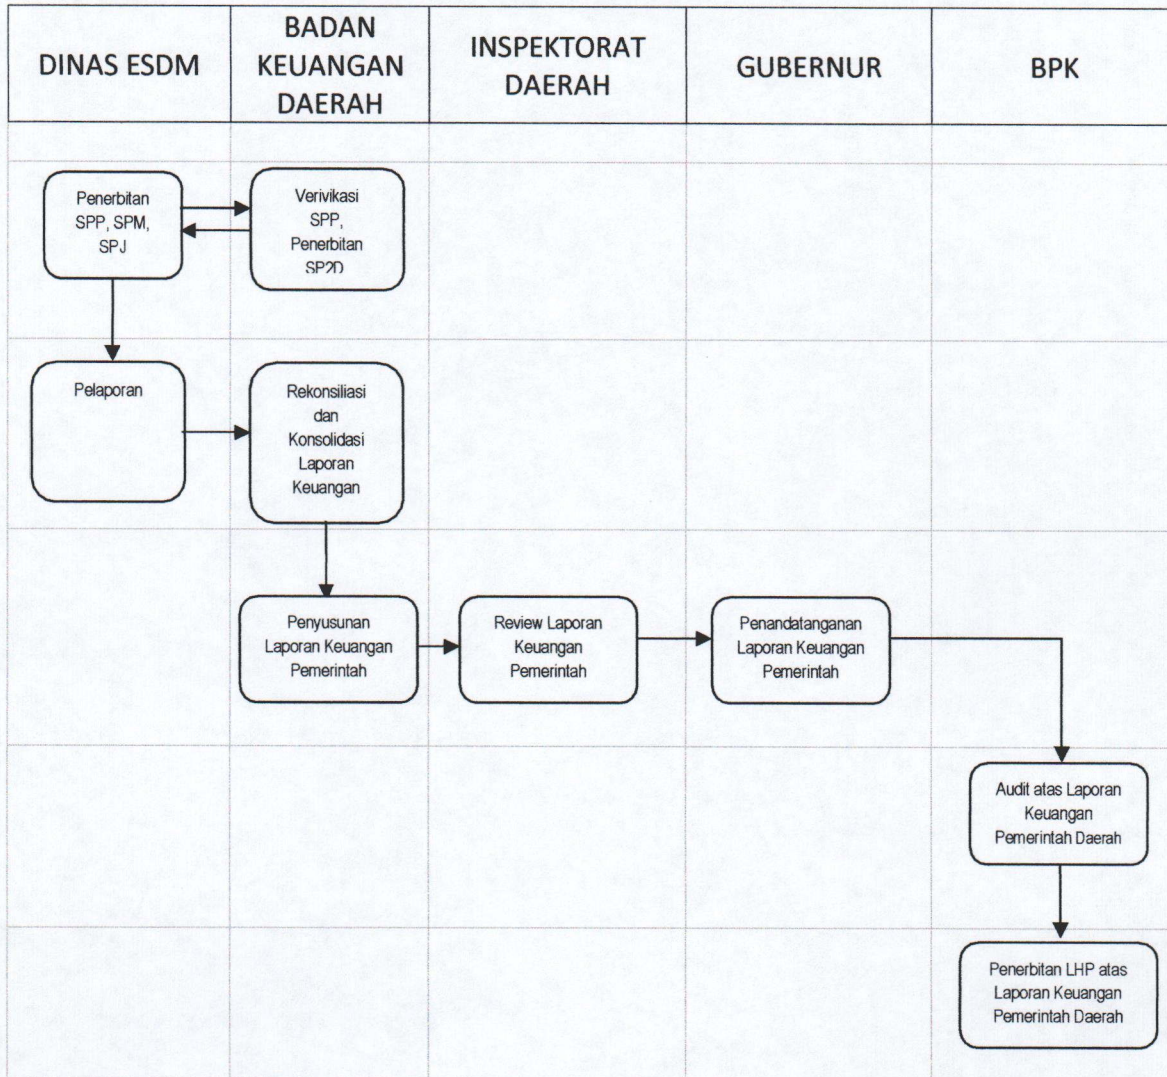 DINAS ESDM
BADAN
KEUANGAN
DAERAH
INSPEKTORAT
DAERAH
GUBERNUR
BPK
Penerbitan
SPP, SPM,
SPJ
Verivikasi
SPP,
Penerbitan
SP2D
Pelaporan
Rekonsiliasi
dan
Konsolidasi
Laporan
Keuangan
Penyusunan
Laporan Keuangan
Pemerintah
Review Laporan
Keuangan
Pemerintah
Penandatanganan
Laporan Keuangan
Pemerintah
Audit atas Laporan
Keuangan
Pemerintah Daerah
Penerbitan LHP atas
Laporan Keuangan
Pemerintah Daerah